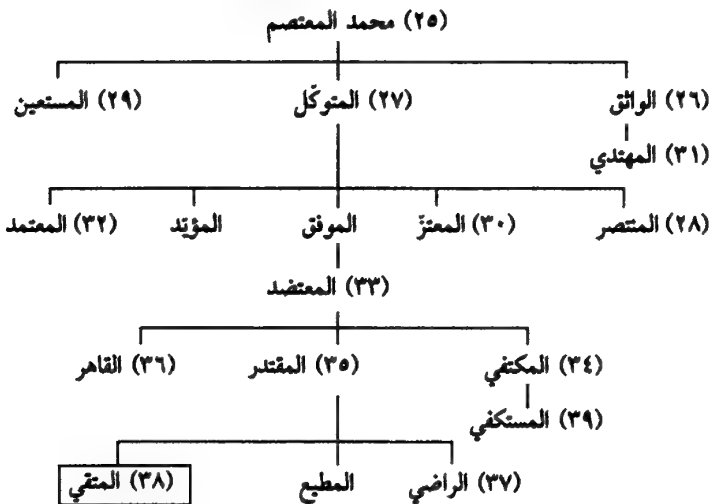 (٢٥) محمد المعتصم
(٢٦) الواثق (٢٧) المتوكّل (٢٩) المستعين
(٣١) المهتدي
(٢٨) المنتصر (٣٠) المعتزّ الموفق المؤيّد (٣٢) المعتمد
(٣٣) المعتضد
(٣٤) المكتفي (٣٥) المقتدر (٣٦) القاهر
(٣٩) المستكفي
(٣٧) الراضي المطيع (٣٨) المتقي